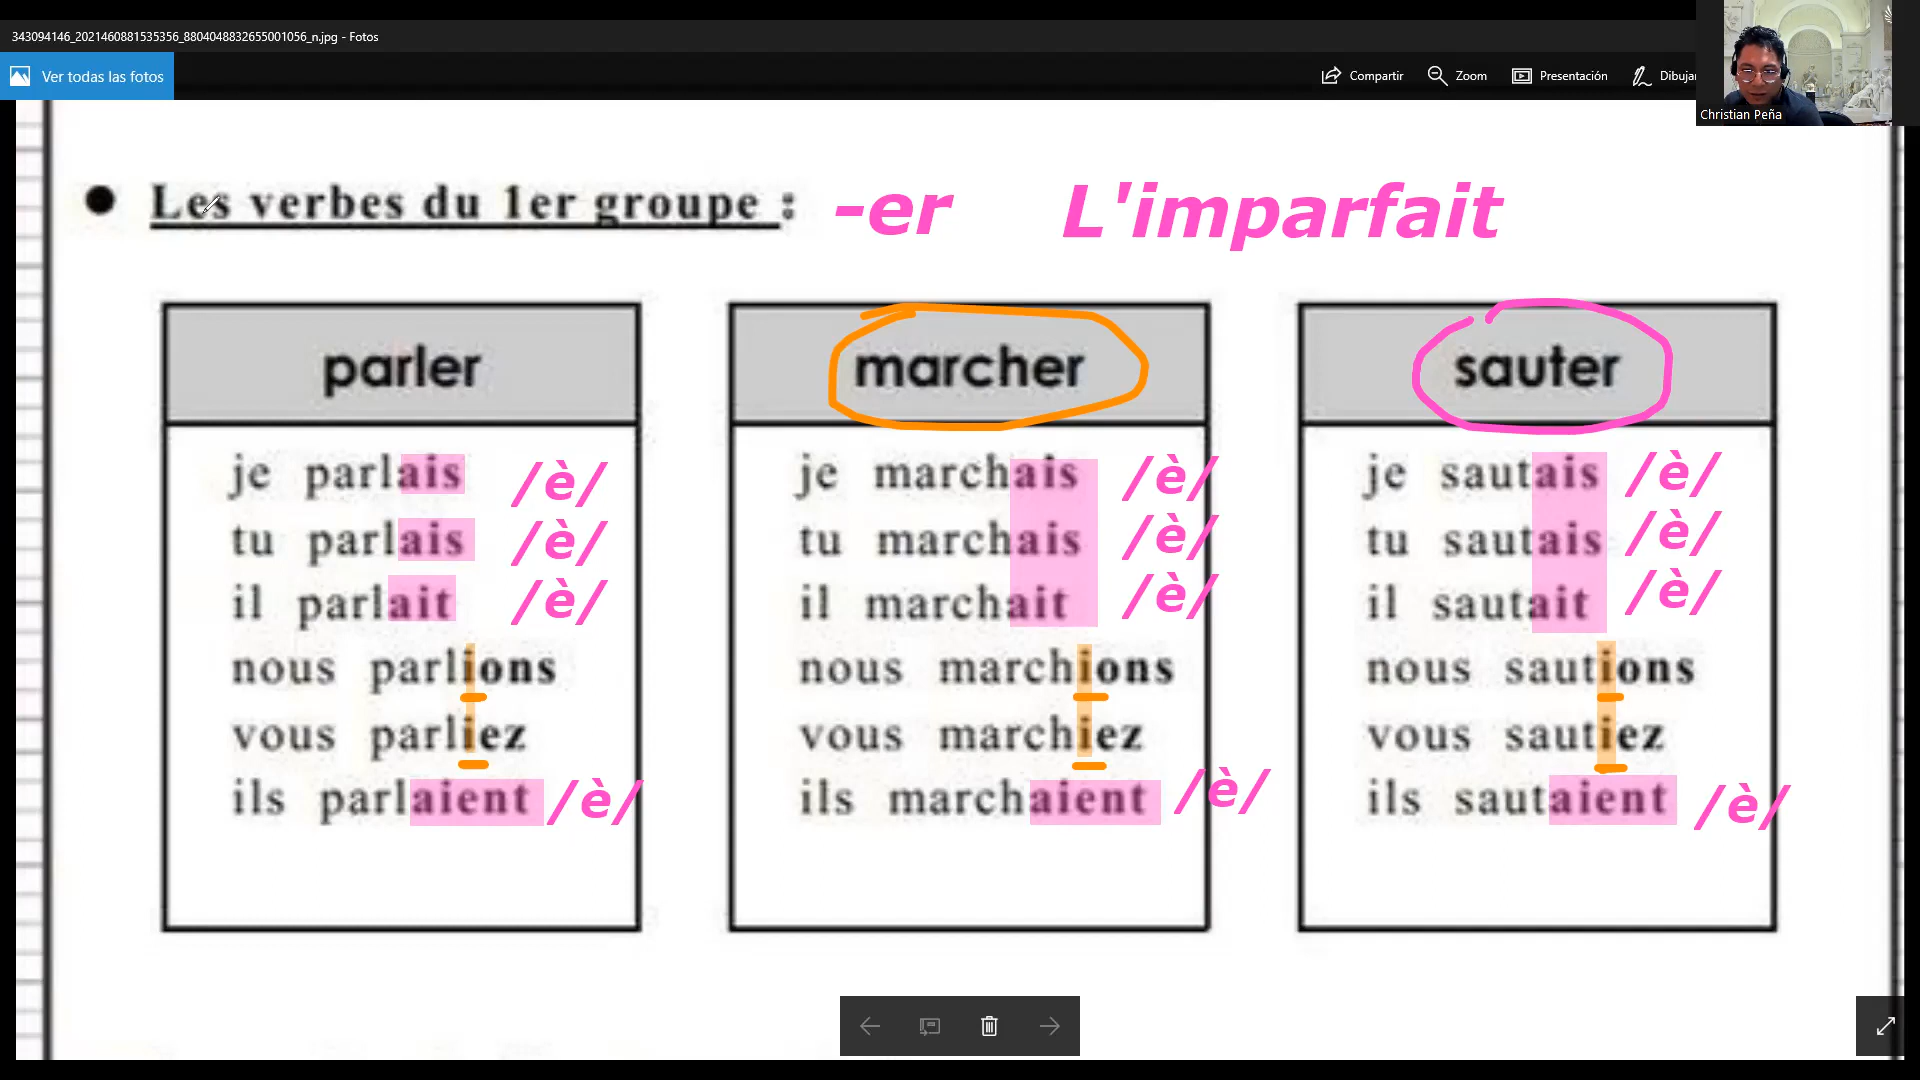 343094146_2021460881535356_8804048832655001056_n.jpg - Fotos
Ver todas las fotos
Compartir
Zoom
Presentación
Dibujar
Christian Peña
Les verbes du 1er groupe : -er L'imparfait
parler
je parlais /è/
tu parlais /è/
il parlait /è/
nous parlions
vous parliez
ils parlaient /è/
marcher
je marchais /è/
tu marchais /è/
il marchait /è/
nous marchions
vous marchiez
ils marchaient /è/
sauter
je sautais /è/
tu sautais /è/
il sautait /è/
nous sautions
vous sautiez
ils sautaient /è/